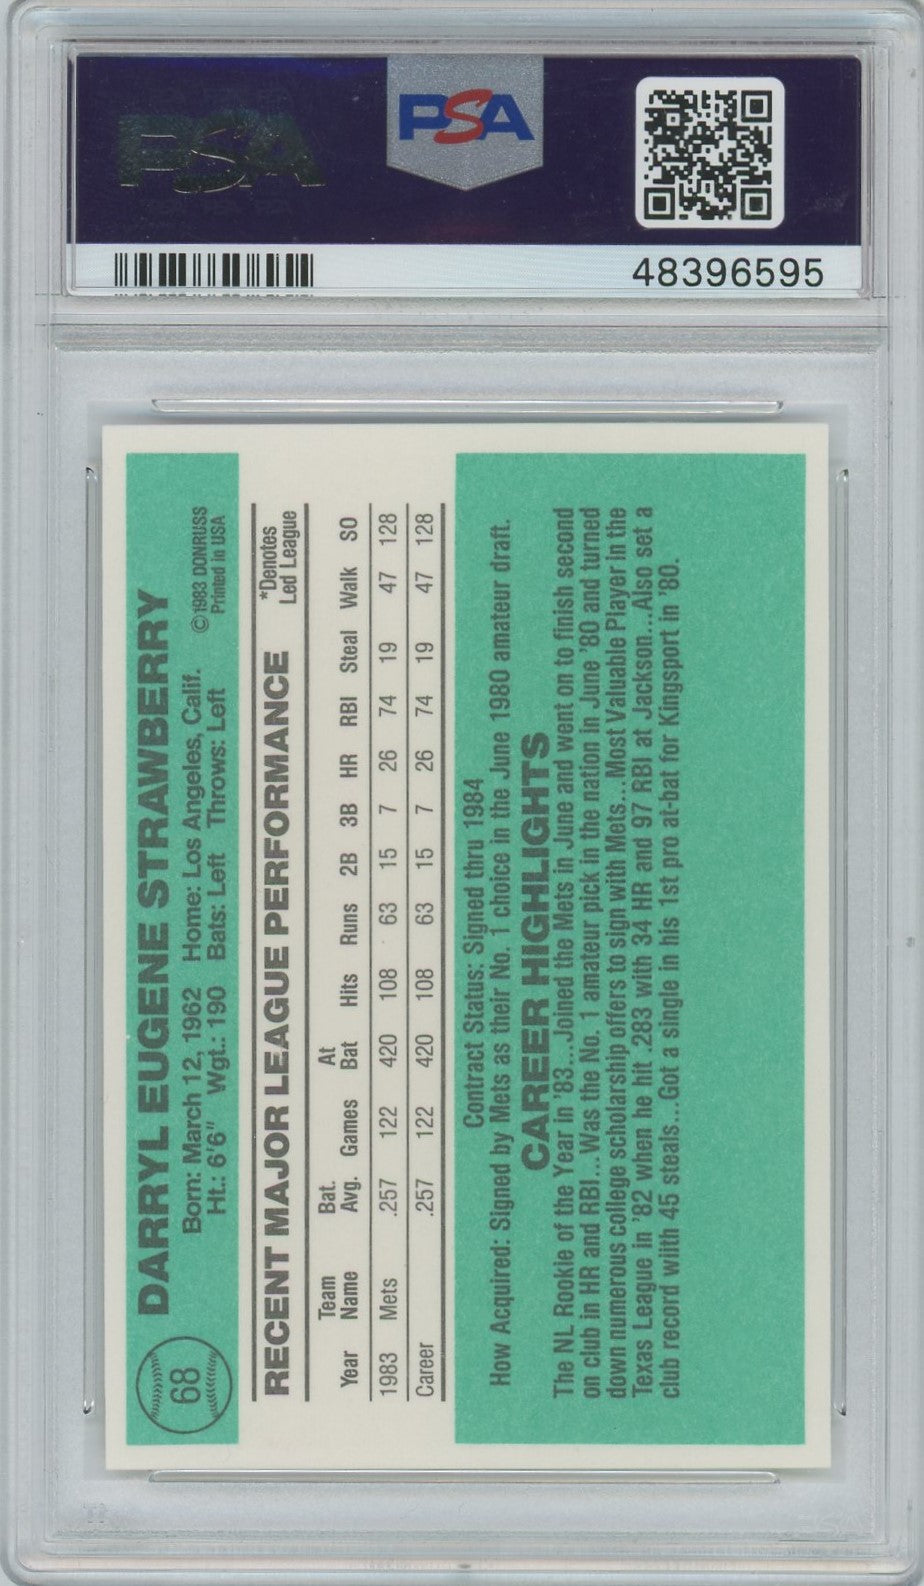 PSA
PSA
48396595
68
DARRYL EUGENE STRAWBERRY
Born: March 12, 1962 Home: Los Angeles, Calif.
Ht.: 6'6" Wgt.: 190 Bats: Left Throws: Left
©1983 DONRUSS
Printed in USA
RECENT MAJOR LEAGUE PERFORMANCE
*Denotes
Led League
Year Team Name Bat. Avg. Games At Bat Hits Runs 2B 3B HR RBI Steal Walk SO
1983 Mets .257 122 420 108 63 15 7 26 74 19 47 128
Career .257 122 420 108 63 15 7 26 74 19 47 128
Contract Status: Signed thru 1984
How Acquired: Signed by Mets as their No. 1 choice in the June 1980 amateur draft.
CAREER HIGHLIGHTS
The NL Rookie of the Year in '83...Joined the Mets in June and went on to finish second
on club in HR and RBI...Was the No. 1 amateur pick in the nation in June '80 and turned
down numerous college scholarship offers to sign with Mets...Most Valuable Player in the
Texas League in '82 when he hit .283 with 34 HR and 97 RBI at Jackson...Also set a
club record wiith 45 steals...Got a single in his 1st pro at-bat for Kingsport in '80.